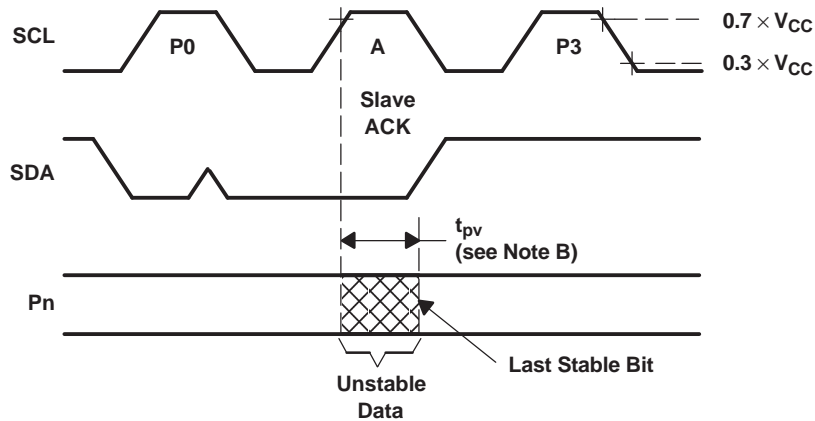 SCL
P0
A
P3
0.7 × VCC
0.3 × VCC
Slave
ACK
SDA
tpv
(see Note B)
Pn
Last Stable Bit
Unstable
Data